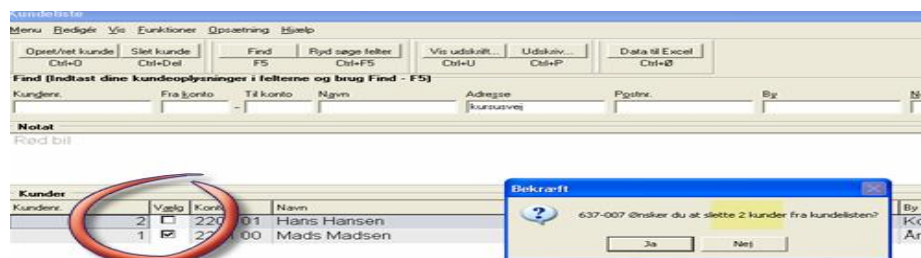 Kundeliste
Menu Redigér Vis Funktioner Opsætning Hjælp
Opret/ret kunde Slet kunde Find Ryd søge felter Vis udskrift... Udskriv... Data til Excel
Ctrl+O Ctrl+Del F5 Ctrl+F5 Ctrl+U Ctrl+P Ctrl+Ø
Find (Indtast dine kundeoplysninger i felterne og brug Find - F5)
Kundenr. Fra konto Til konto Navn Adresse Postnr. By
- kursusvej
Notat
Rød bil
Kunder
Kundenr. Vælg Navn By
2 Hans Hansen
1 Mads Madsen
Bekræft
637-007 Ønsker du at slette 2 kunder fra kundelisten?
Ja Nej